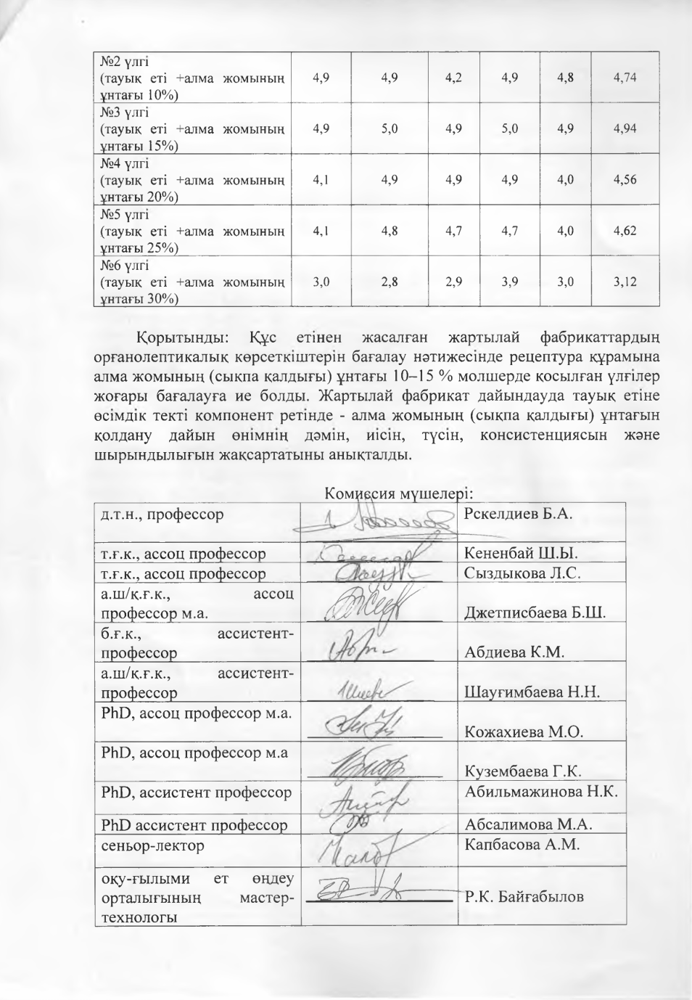 №2 үлгі
(тауық еті +алма жомының 4,9 4,9 4,2 4,9 4,8 4,74
ұнтағы 10%)
№3 үлгі
(тауық еті +алма жомының 4,9 5,0 4,9 5,0 4,9 4,94
ұнтағы 15%)
№4 үлгі
(тауық еті +алма жомының 4,1 4,9 4,9 4,9 4,0 4,56
ұнтағы 20%)
№5 үлгі
(тауық еті +алма жомының 4,1 4,8 4,7 4,7 4,0 4,62
ұнтағы 25%)
№6 үлгі
(тауық еті +алма жомының 3,0 2,8 2,9 3,9 3,0 3,12
ұнтағы 30%)
Қорытынды: Құс етінен жасалған жартылай фабрикаттардың
орғанолептикалық көрсеткіштерін бағалау нәтижесінде рецептура құрамына
алма жомының (сықпа қалдығы) ұнтағы 10–15 % молшерде қосылған үлғілер
жоғары бағалауға ие болды. Жартылай фабрикат дайындауда тауық етіне
өсімдік текті компонент ретінде - алма жомының (сықпа қалдығы) ұнтағын
қолдану дайын өнімнің дәмін, иісін, түсін, консистенциясын және
шырындылығын жақсартатыны анықталды.
Комиссия мүшелері:
д.т.н., профессор Рскелдиев Б.А.
т.ғ.к., ассоц профессор Кененбай Ш.Ы.
т.ғ.к., ассоц профессор Сыздыкова Л.С.
а.ш/қ.ғ.к., ассоц
профессор м.а. Джетписбаева Б.Ш.
б.ғ.к., ассистент-
профессор Абдиева К.М.
а.ш/қ.ғ.к., ассистент-
профессор Шауғимбаева Н.Н.
PhD, ассоц профессор м.а.
Кожахиева М.О.
PhD, ассоц профессор м.а
Кузембаева Г.К.
PhD, ассистент профессор Абильмажинова Н.К.
PhD ассистент профессор Абсалимова М.А.
сеньор-лектор Капбасова А.М.
оқу-ғылыми ет өңдеу
орталығының мастер- Р.К. Байғабылов
технологы